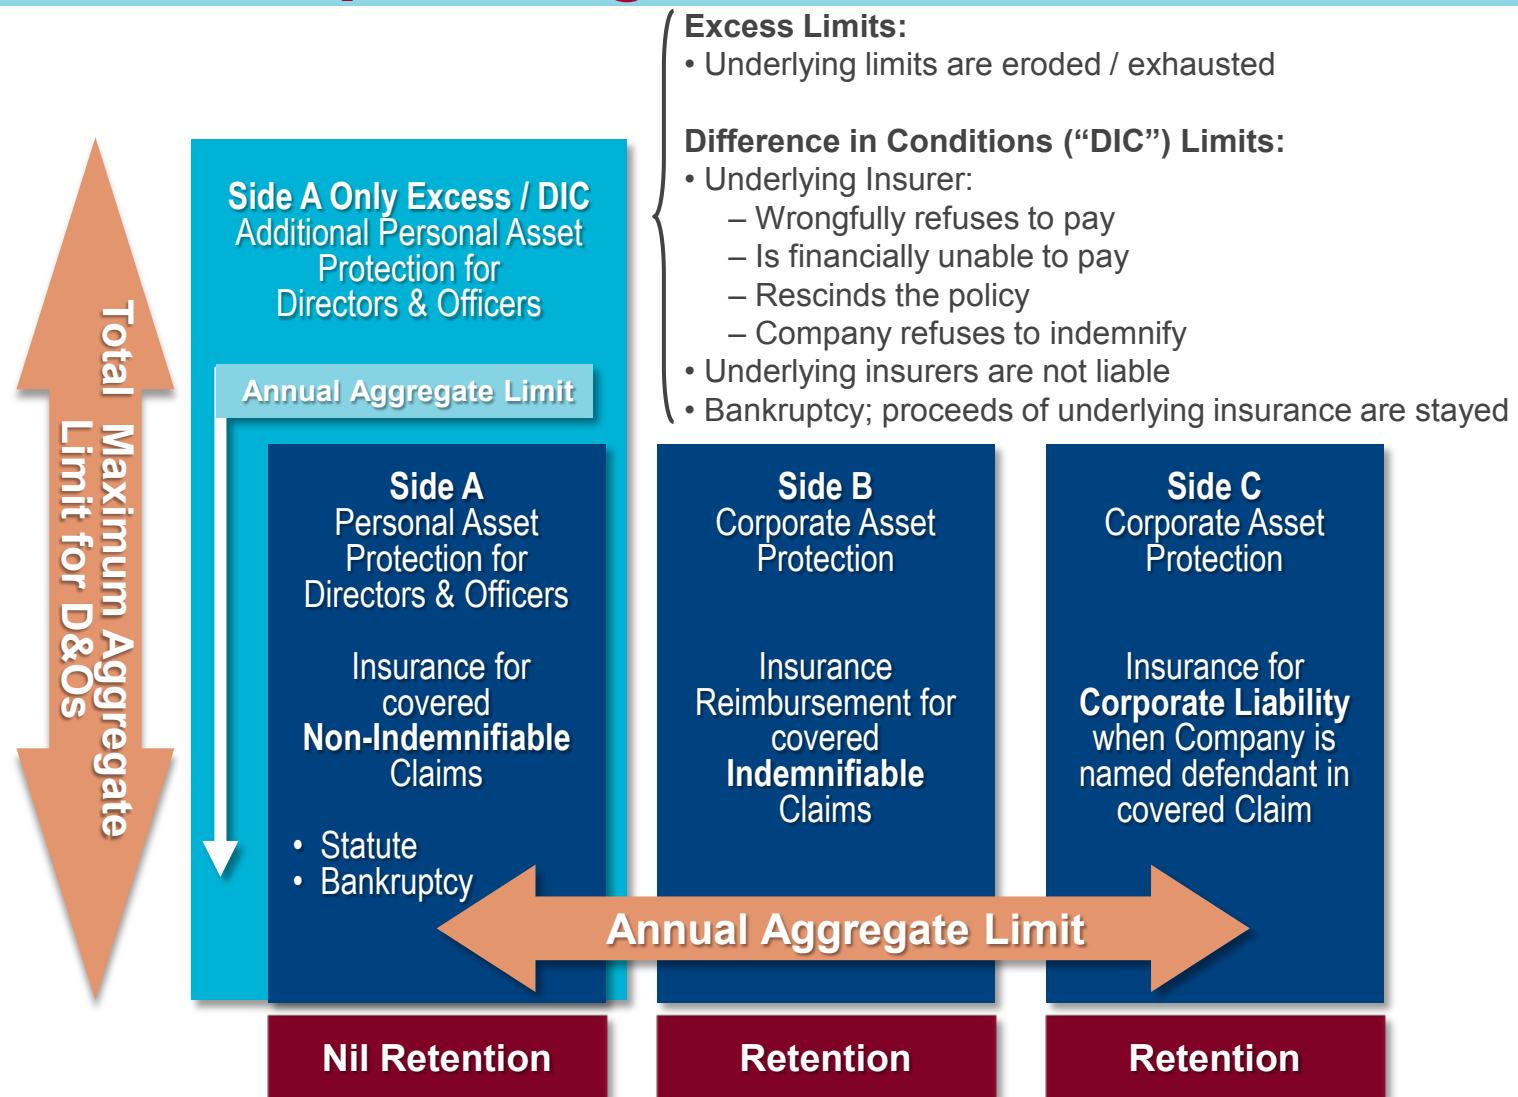 Excess Limits:
• Underlying limits are eroded / exhausted
Difference in Conditions (“DIC”) Limits:
• Underlying Insurer:
– Wrongfully refuses to pay
– Is financially unable to pay
– Rescinds the policy
– Company refuses to indemnify
• Underlying insurers are not liable
• Bankruptcy; proceeds of underlying insurance are stayed
Side A Only Excess / DIC
Additional Personal Asset
Protection for
Directors & Officers
Annual Aggregate Limit
Total Maximum Aggregate
Limit for D&Os
Side A
Personal Asset
Protection for
Directors & Officers
Insurance for
covered
Non-Indemnifiable
Claims
• Statute
• Bankruptcy
Side B
Corporate Asset
Protection
Insurance
Reimbursement for
covered
Indemnifiable
Claims
Side C
Corporate Asset
Protection
Insurance for
Corporate Liability
when Company is
named defendant in
covered Claim
Annual Aggregate Limit
Nil Retention
Retention
Retention